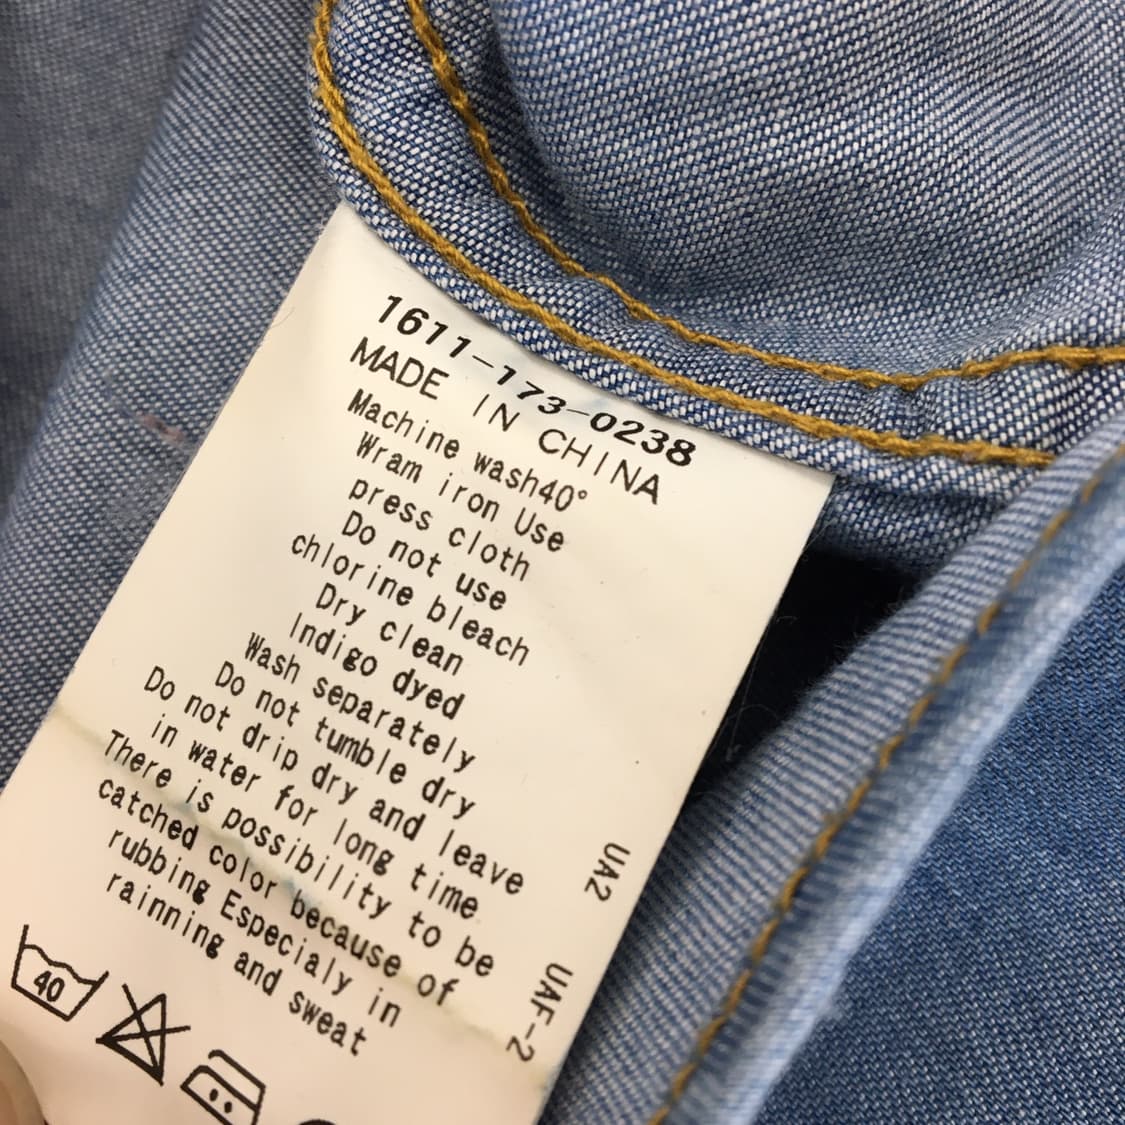 1611-173-0238
MADE IN CHINA
Machine wash40°
Wram iron Use
press cloth
Do not use
chlorine bleach
Dry clean
Indigo dyed
Wash separately
Do not tumble dry
Do not drip dry and leave
in water for long time
There is possibility to be
catched color because of
rubbing Especialy in
rainning and sweat
UA2
UAF-2
40